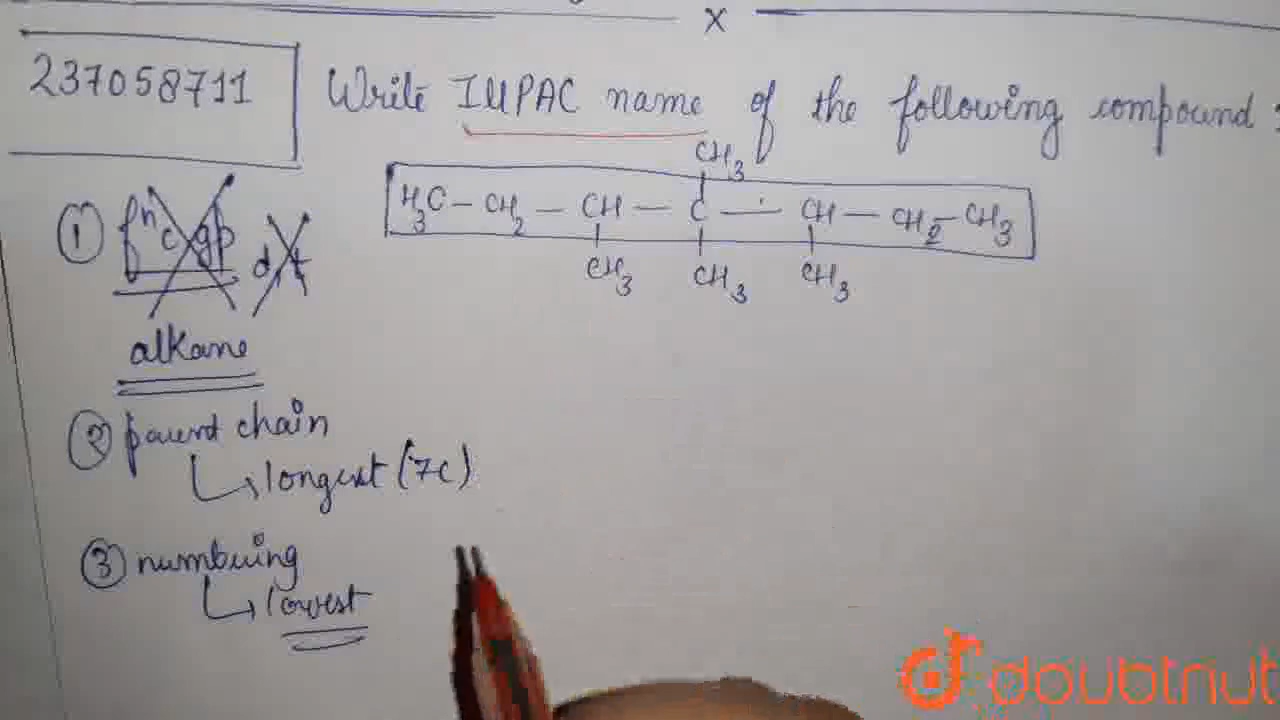 x
237058711
Write IUPAC name of the following compound :
CH3
H3C – CH2 – CH – C – CH – CH2 – CH3
CH3 CH3 CH3
①
alkane
② parent chain
longest (7C)
③ numbering
lowest
doubtnut